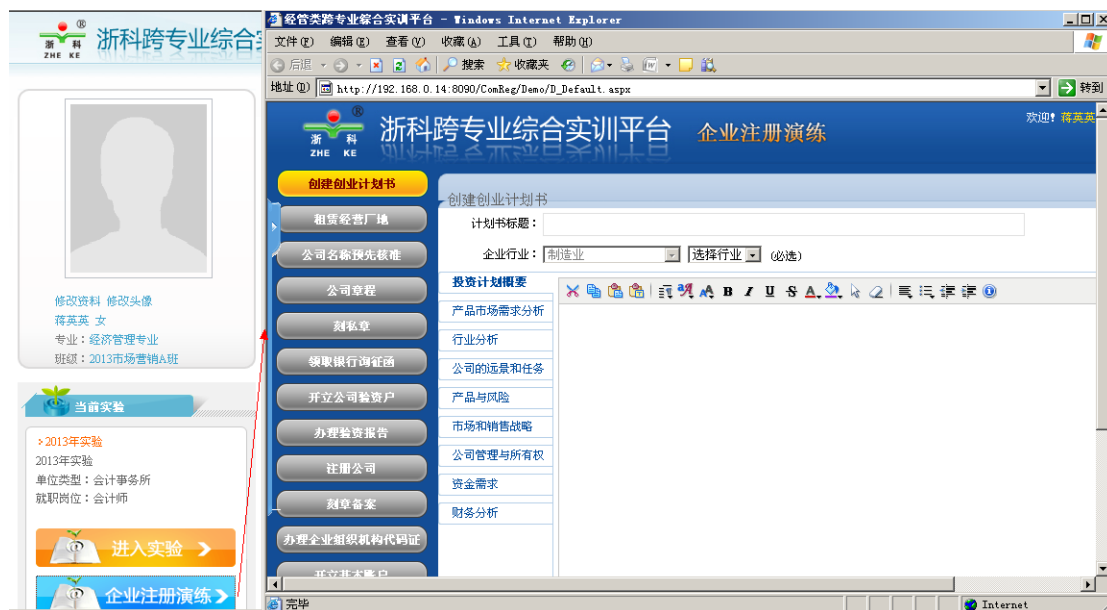 浙科
ZHE KE
®
浙科跨专业综合
修改资料 修改头像
蒋英英 女
专业：经济管理专业
班级：2013市场营销A班
当前实验
>2013年实验
2013年实验
单位类型：会计事务所
就职岗位：会计师
进入实验
企业注册演练
经管类跨专业综合实训平台 - Windows Internet Explorer
文件(F) 编辑(E) 查看(V) 收藏(A) 工具(T) 帮助(H)
后退 搜索 收藏夹
地址(D) http://192.168.0.14:8090/ComReg/Demo/D_Default.aspx 转到
浙科
ZHE KE
®
浙科跨专业综合实训平台 企业注册演练
欢迎! 蒋英英
创建创业计划书
租赁经营厂地
公司名称预先核准
公司章程
刻私章
领取银行询征函
开立公司验资户
办理验资报告
注册公司
刻章备案
办理企业组织机构代码证
开立基本账户
创建创业计划书
计划书标题：
企业行业： 制造业 选择行业 (必选)
投资计划概要
产品市场需求分析
行业分析
公司的远景和任务
产品与风险
市场和销售战略
公司管理与所有权
资金需求
财务分析
B I U S A
完毕
Internet